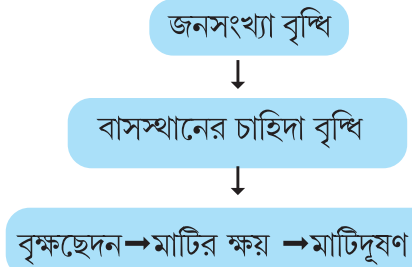 জনসংখ্যা বৃদ্ধি
বাসস্থানের চাহিদা বৃদ্ধি
বৃক্ষছেদন→মাটির ক্ষয় →মাটিদূষণ